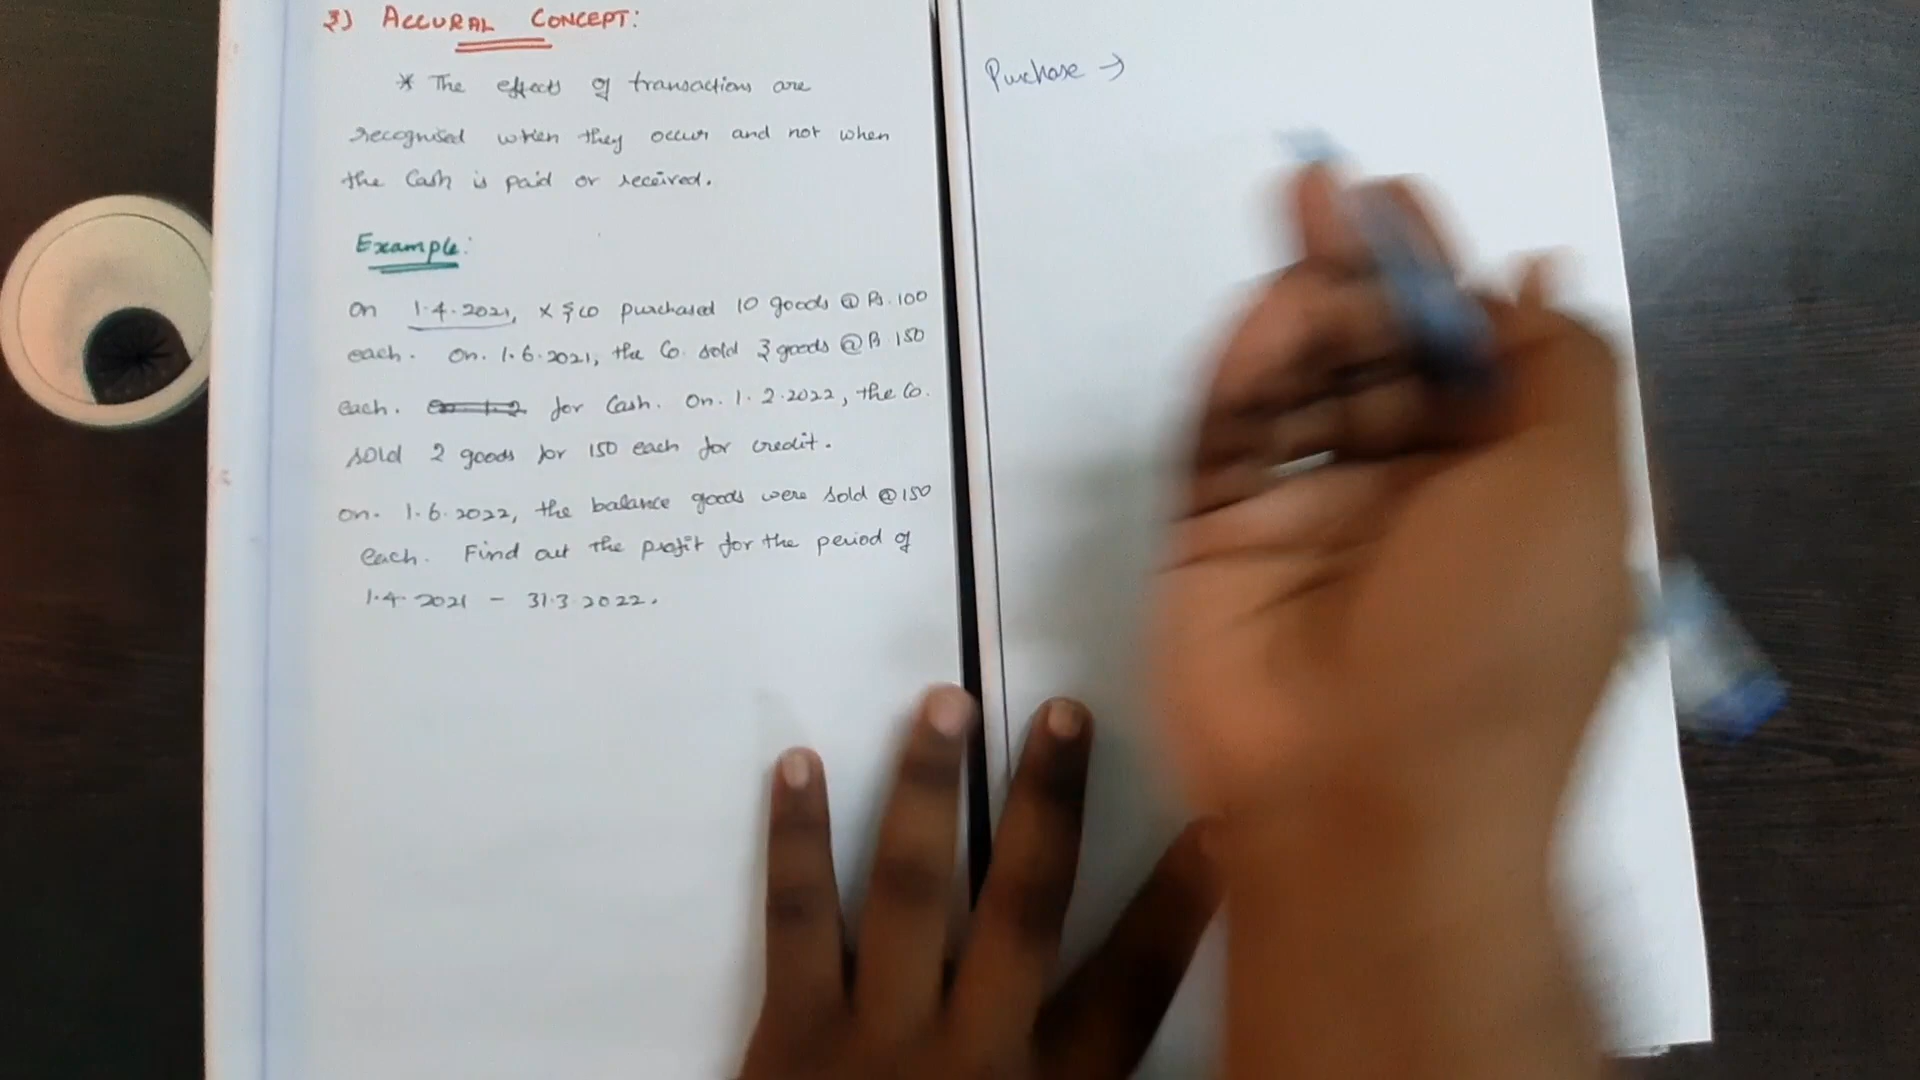 3) ACCURAL CONCEPT:
* The effects of transactions are
recognised when they occur and not when
the Cash is paid or received.
Example:
On 1.4.2021, X & CO purchased 10 goods @ Rs. 100
each. On. 1.6.2021, the Co. sold 3 goods @ Rs 150
each. for Cash. On. 1.2.2022, the Co.
sold 2 goods for 150 each for credit.
on. 1.6.2022, the balance goods were sold @ 150
each. Find out the profit for the period of
1.4.2021 - 31.3.2022.
Purchase →